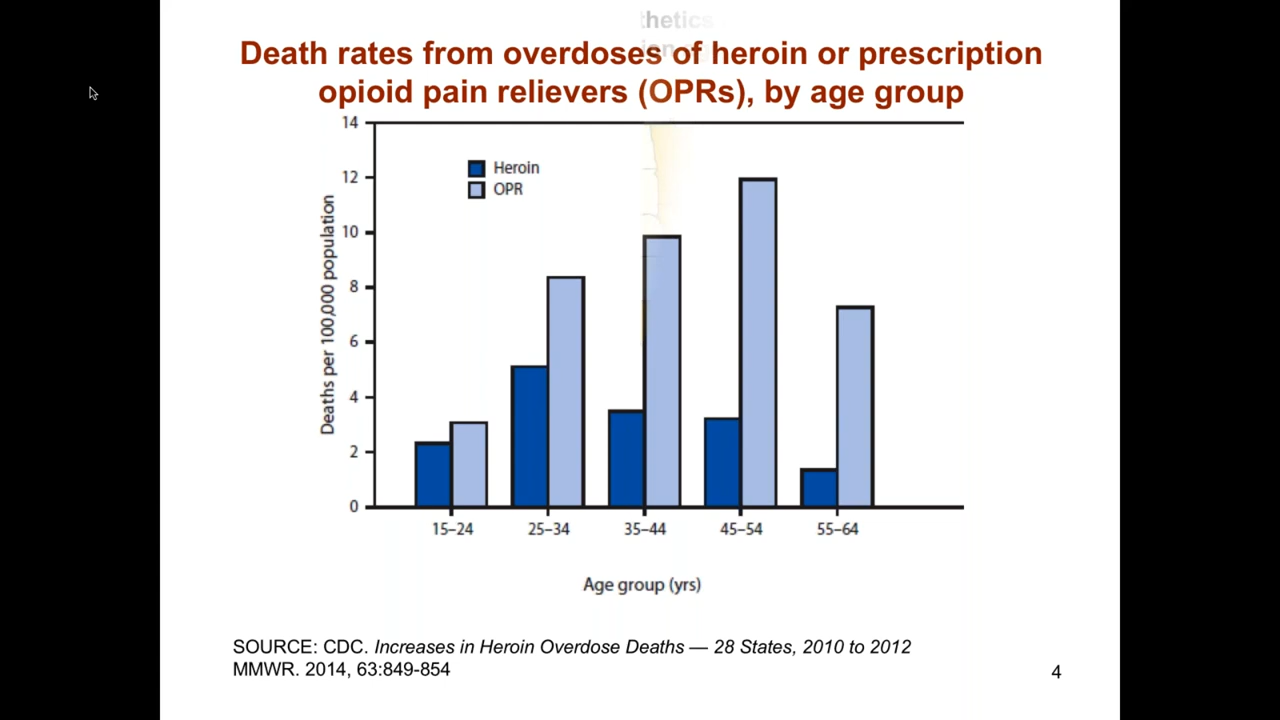 Death rates from overdoses of heroin or prescription
opioid pain relievers (OPRs), by age group
14
12
10
8
6
4
2
0
Deaths per 100,000 population
Heroin
OPR
15–24 25–34 35–44 45–54 55–64
Age group (yrs)
SOURCE: CDC. Increases in Heroin Overdose Deaths — 28 States, 2010 to 2012
MMWR. 2014, 63:849-854
4